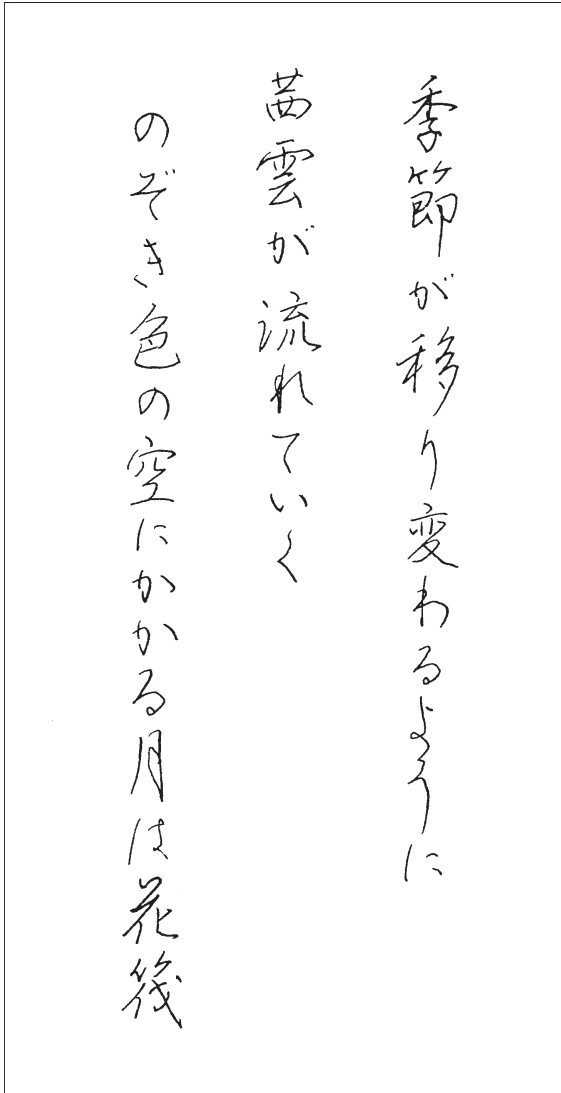 季節が移り変わるように
茜雲が流れていく
のぞき色の空にかかる月は花筏